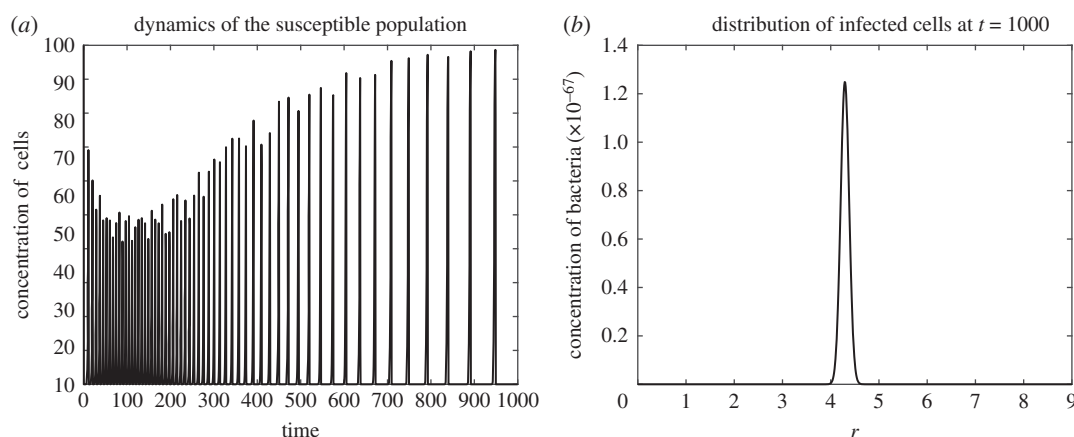 (a) dynamics of the susceptible population
100
90
80
70
60
50
40
30
20
10
concentration of cells
0 100 200 300 400 500 600 700 800 900 1000
time
(b) distribution of infected cells at t = 1000
1.4
1.2
1.0
0.8
0.6
0.4
0.2
concentration of bacteria (×10–67)
0 1 2 3 4 5 6 7 8 9
r